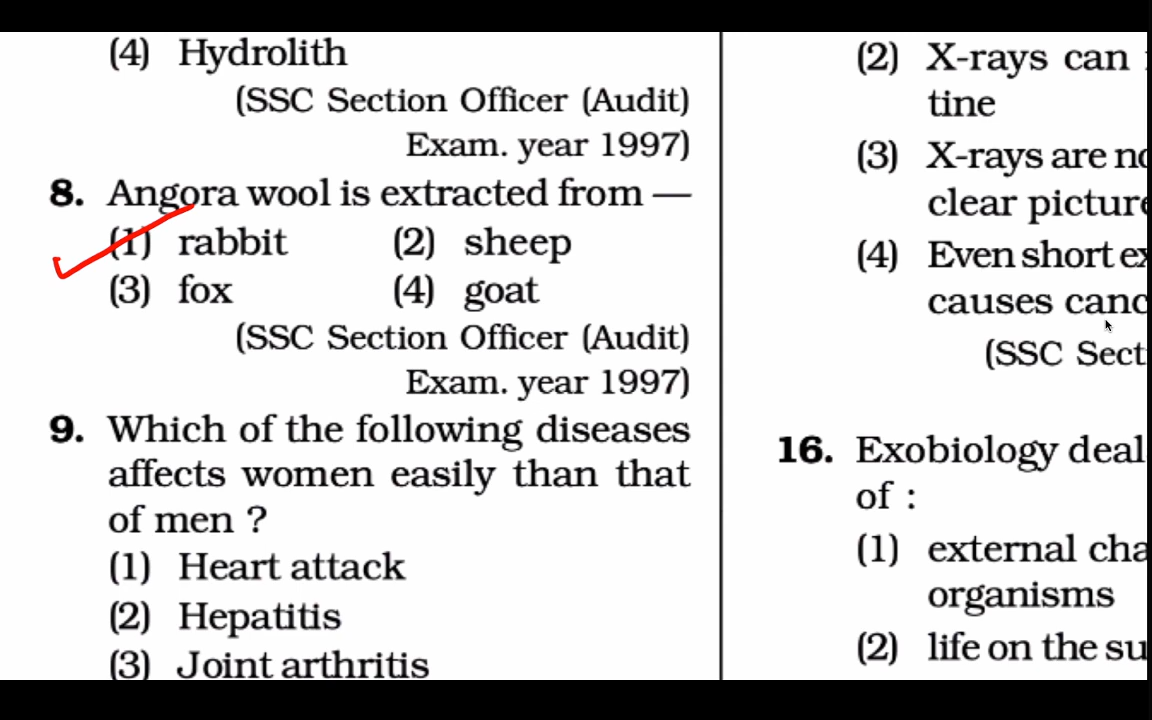 (4) Hydrolith
(SSC Section Officer (Audit)
Exam. year 1997)
8. Angora wool is extracted from —
(1) rabbit (2) sheep
(3) fox (4) goat
(SSC Section Officer (Audit)
Exam. year 1997)
9. Which of the following diseases
affects women easily than that
of men ?
(1) Heart attack
(2) Hepatitis
(3) Joint arthritis
(2) X-rays can
tine
(3) X-rays are
clear
(4) Even short
causes
(SSC
16. Exobiology
of :
(1) external
organisms
(2) life on the